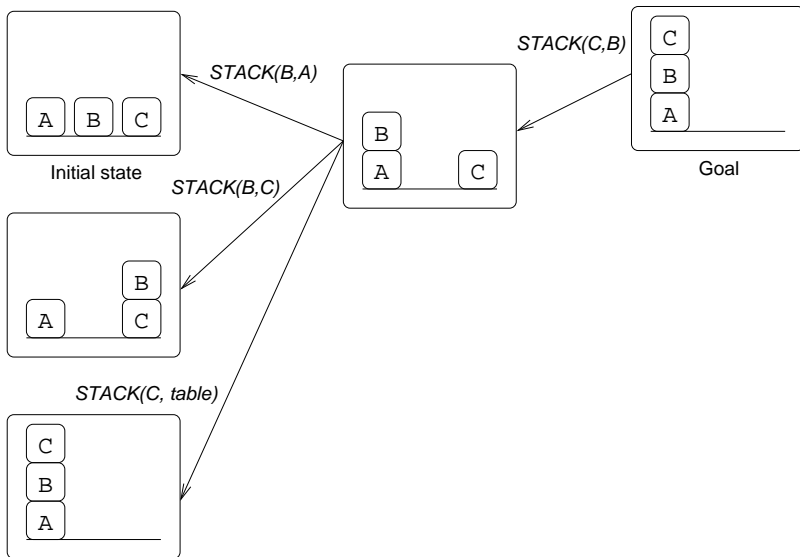 STACK(C,B)
C
B
A
Goal
STACK(B,A)
A B C
Initial state
B
A C
STACK(B,C)
B
A C
STACK(C, table)
C
B
A